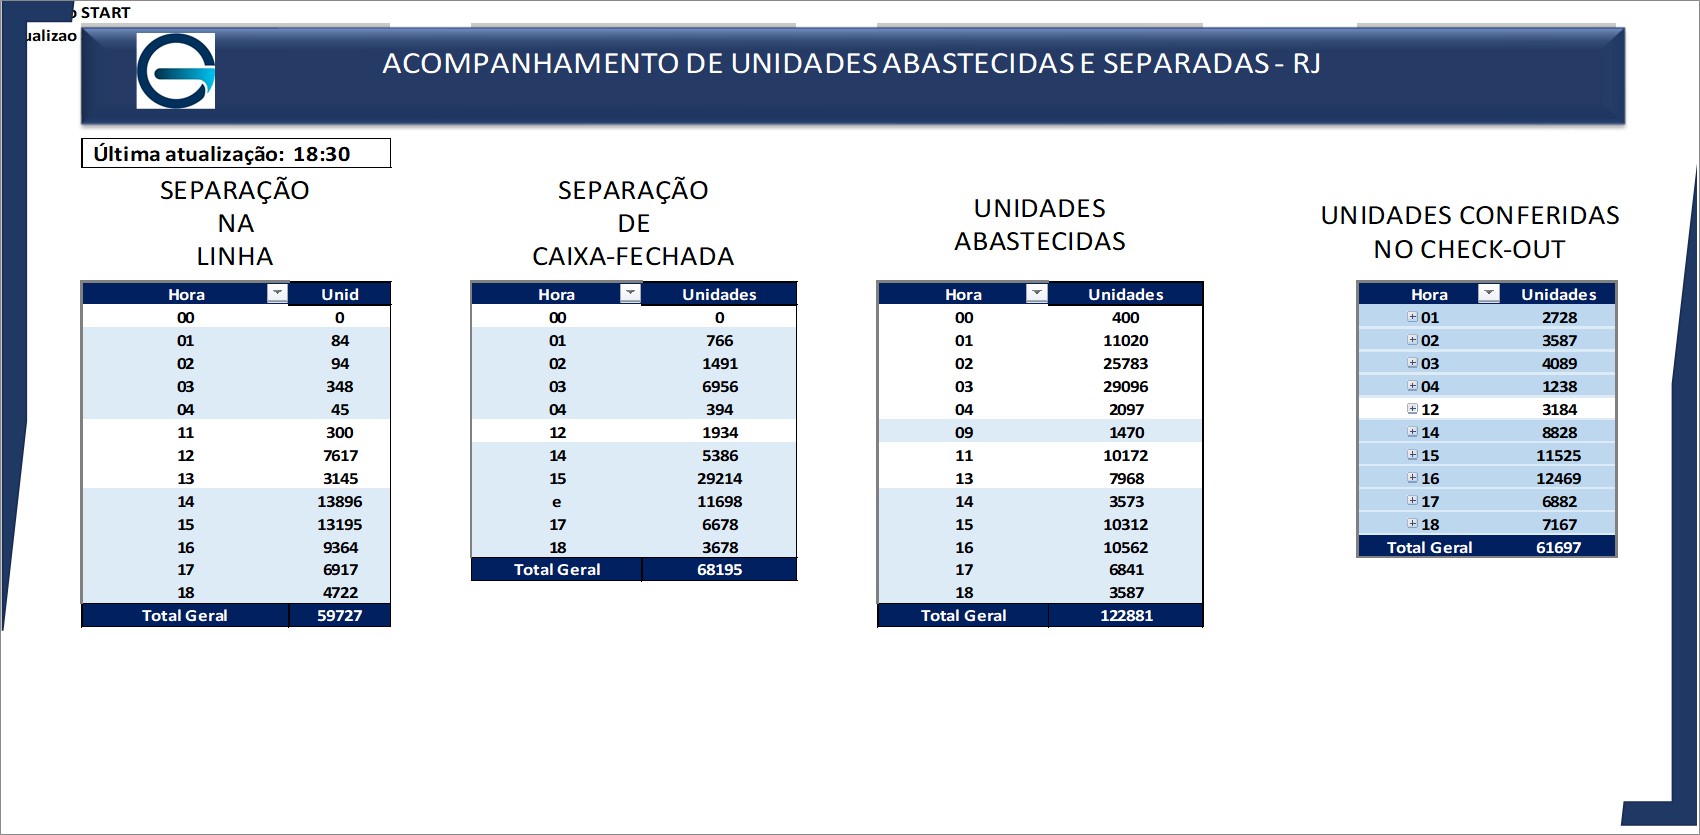 START
ualizao
ACOMPANHAMENTO DE UNIDADES ABASTECIDAS E SEPARADAS - RJ
Última atualização: 18:30
SEPARAÇÃO
NA
LINHA
Hora Unid
00 0
01 84
02 94
03 348
04 45
11 300
12 7617
13 3145
14 13896
15 13195
16 9364
17 6917
18 4722
Total Geral 59727
SEPARAÇÃO
DE
CAIXA-FECHADA
Hora Unidades
00 0
01 766
02 1491
03 6956
04 394
12 1934
14 5386
15 29214
e 11698
17 6678
18 3678
Total Geral 68195
UNIDADES
ABASTECIDAS
Hora Unidades
00 400
01 11020
02 25783
03 29096
04 2097
09 1470
11 10172
13 7968
14 3573
15 10312
16 10562
17 6841
18 3587
Total Geral 122881
UNIDADES CONFERIDAS
NO CHECK-OUT
Hora Unidades
01 2728
02 3587
03 4089
04 1238
12 3184
14 8828
15 11525
16 12469
17 6882
18 7167
Total Geral 61697